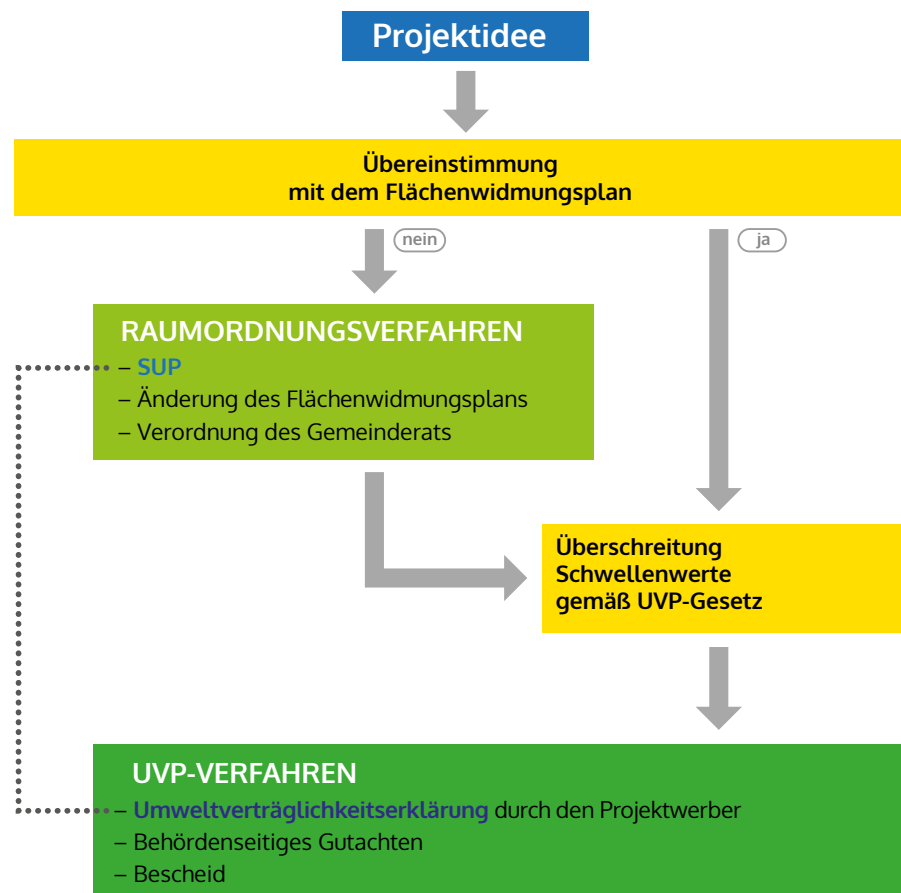 Projektidee
Übereinstimmung
mit dem Flächenwidmungsplan
nein
ja
RAUMORDNUNGSVERFAHREN
– SUP
– Änderung des Flächenwidmungsplans
– Verordnung des Gemeinderats
Überschreitung
Schwellenwerte
gemäß UVP-Gesetz
UVP-VERFAHREN
– Umweltverträglichkeitserklärung durch den Projektwerber
– Behördenseitiges Gutachten
– Bescheid